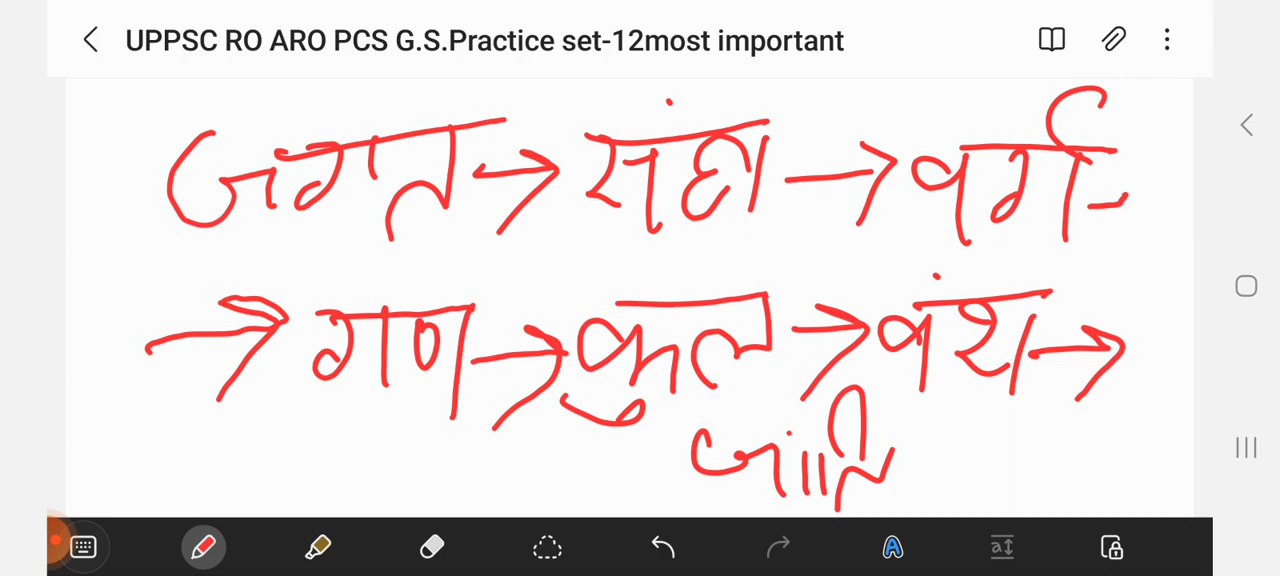 UPPSC RO ARO PCS G.S.Practice set-12most important
जगत → संघ → वर्ग -
→ गण → कुल → वंश →
जाति